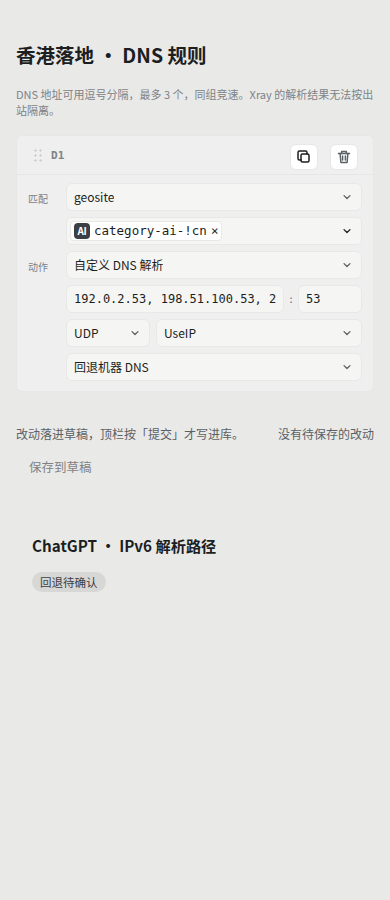 香港落地 · DNS 规则
DNS 地址可用逗号分隔，最多 3 个，同组竞速。Xray 的解析结果无法按出
站隔离。
D1
匹配
geosite
AI category-ai-!cn ×
动作
自定义 DNS 解析
192.0.2.53, 198.51.100.53, 2 : 53
UDP
UseIP
回退机器 DNS
改动落进草稿，顶栏按「提交」才写进库。
没有待保存的改动
保存到草稿
ChatGPT · IPv6 解析路径
回退待确认